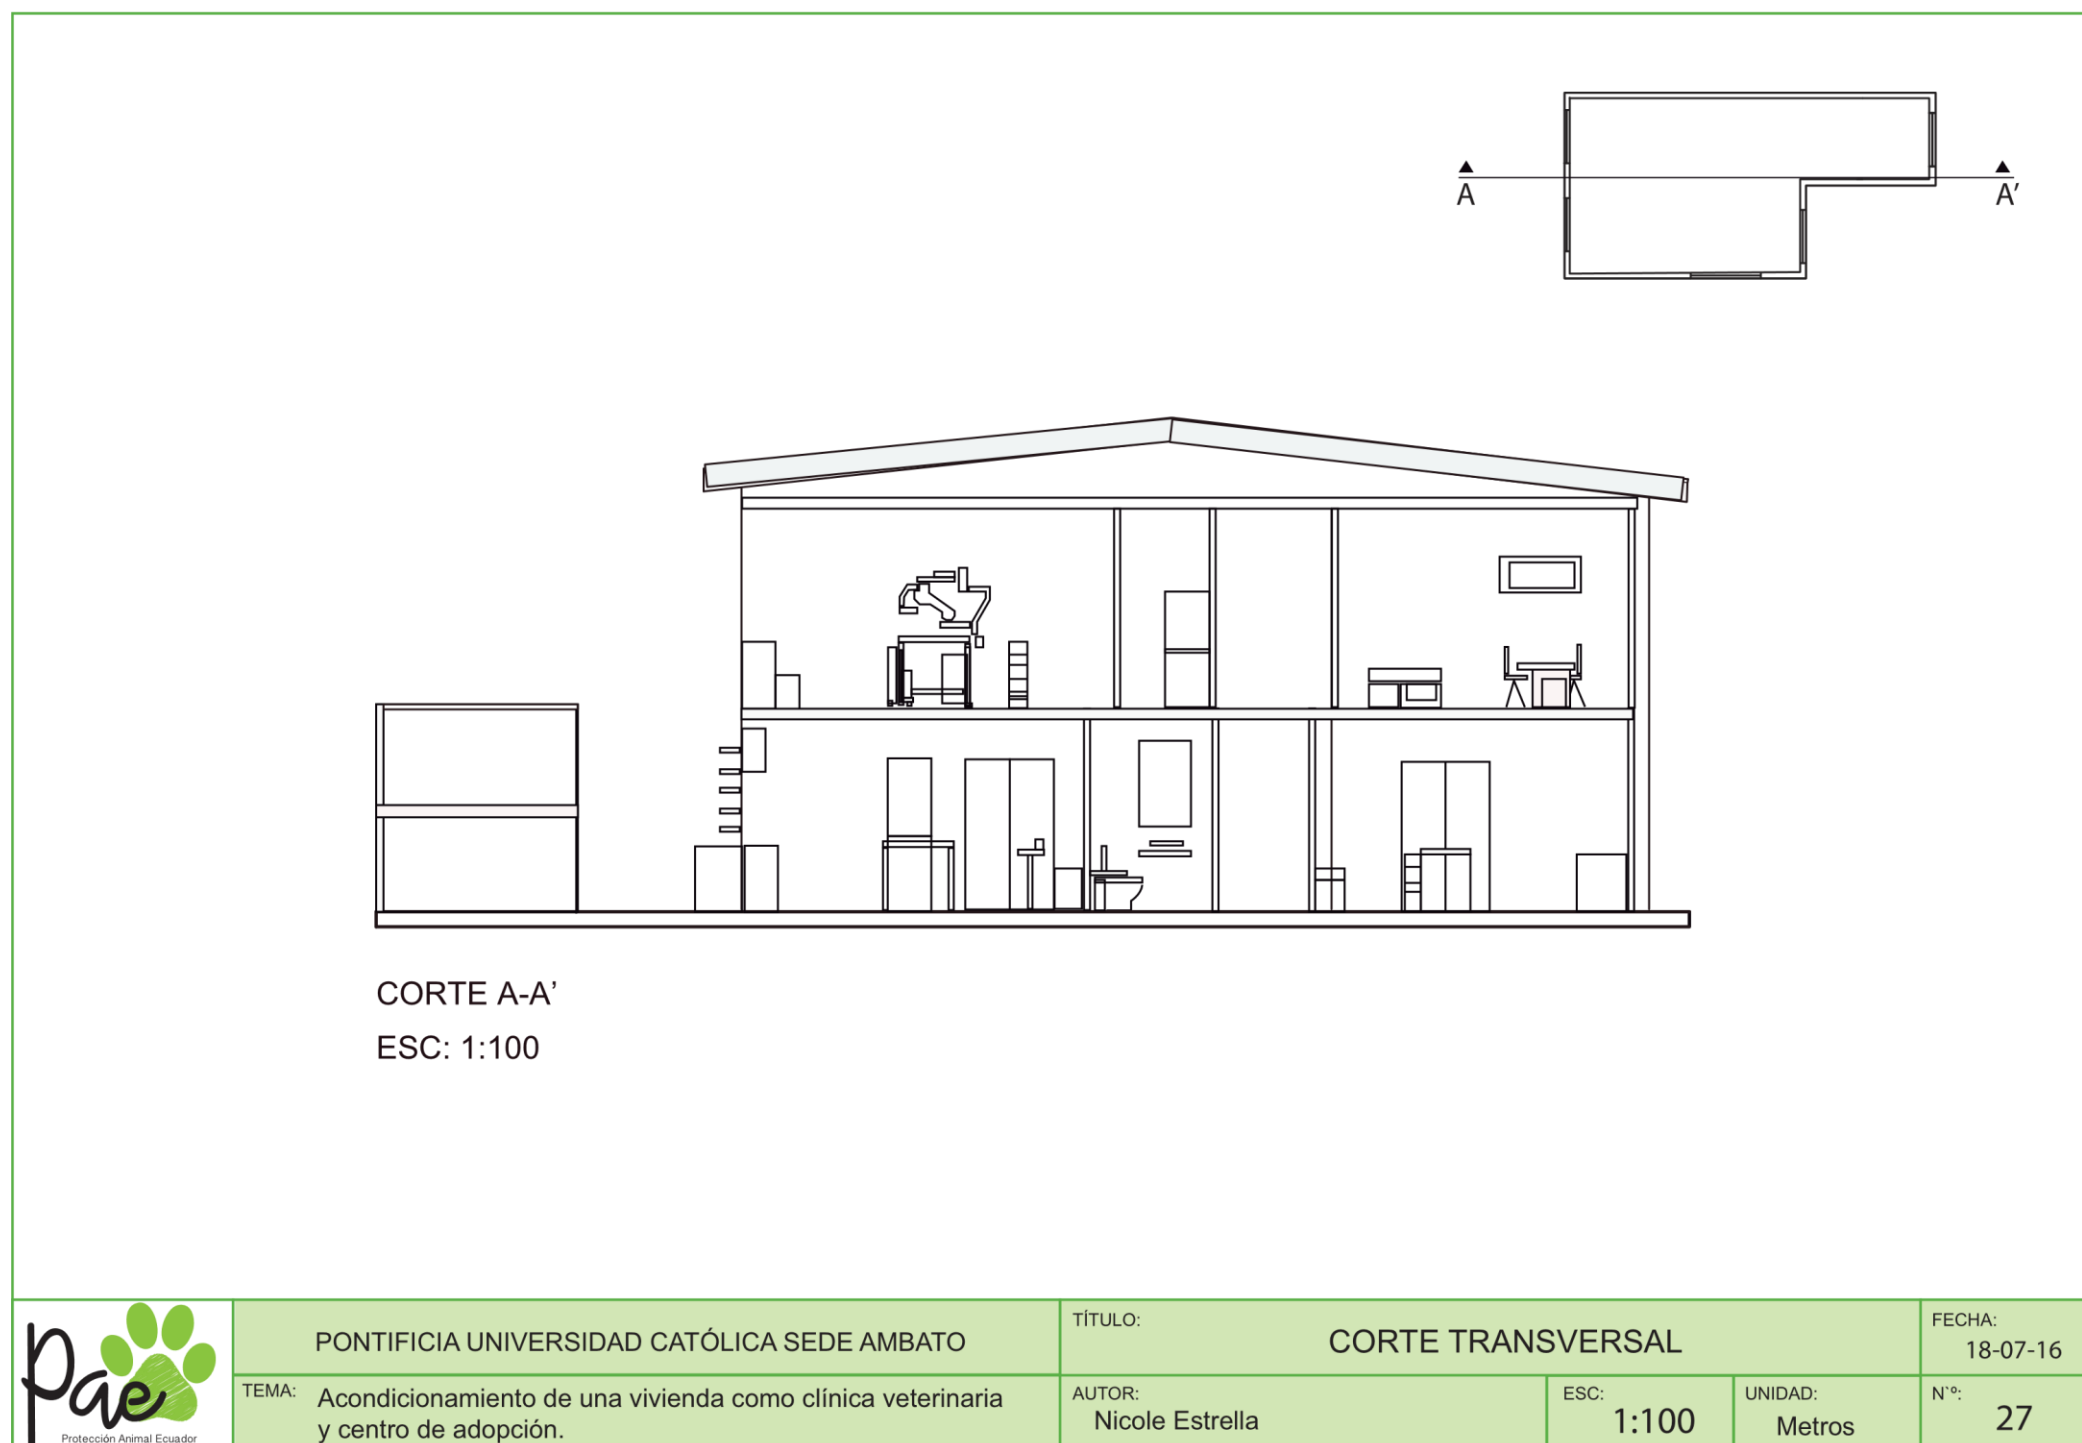 A
A'
CORTE A-A’
ESC: 1:100
pae
Protección Animal Ecuador
PONTIFICIA UNIVERSIDAD CATÓLICA SEDE AMBATO
TEMA: Acondicionamiento de una vivienda como clínica veterinaria
y centro de adopción.
TÍTULO:
CORTE TRANSVERSAL
FECHA:
18-07-16
AUTOR:
Nicole Estrella
ESC:
1:100
UNIDAD:
Metros
N`º:
27